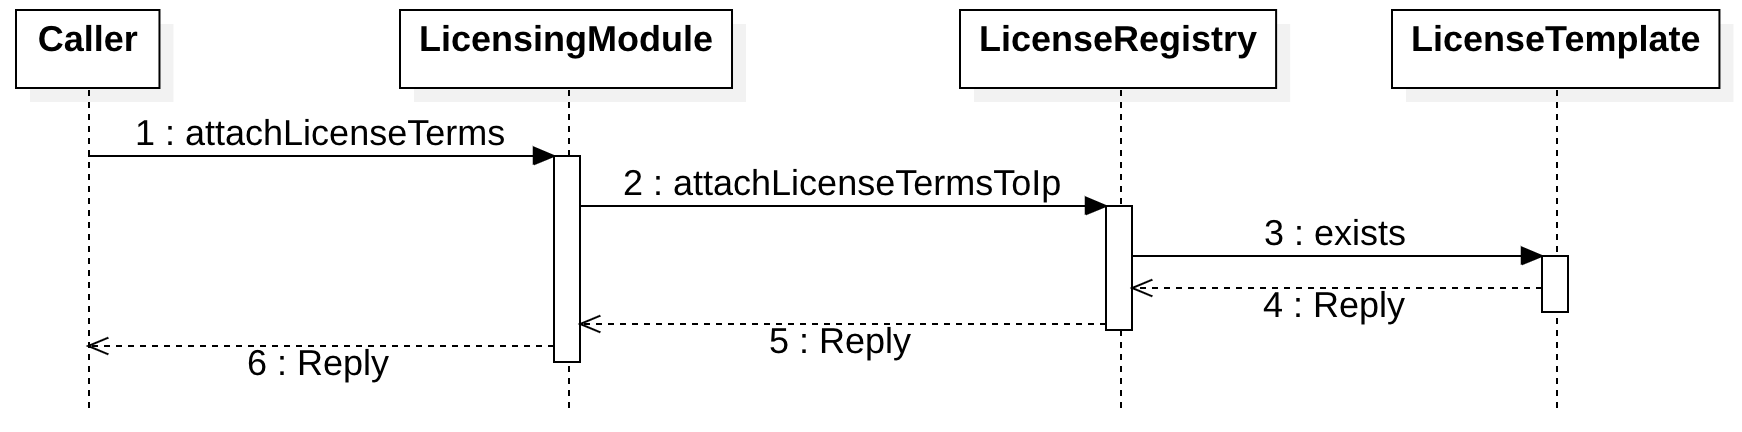 Caller
LicensingModule
LicenseRegistry
LicenseTemplate
1 : attachLicenseTerms
2 : attachLicenseTermsToIp
3 : exists
4 : Reply
5 : Reply
6 : Reply